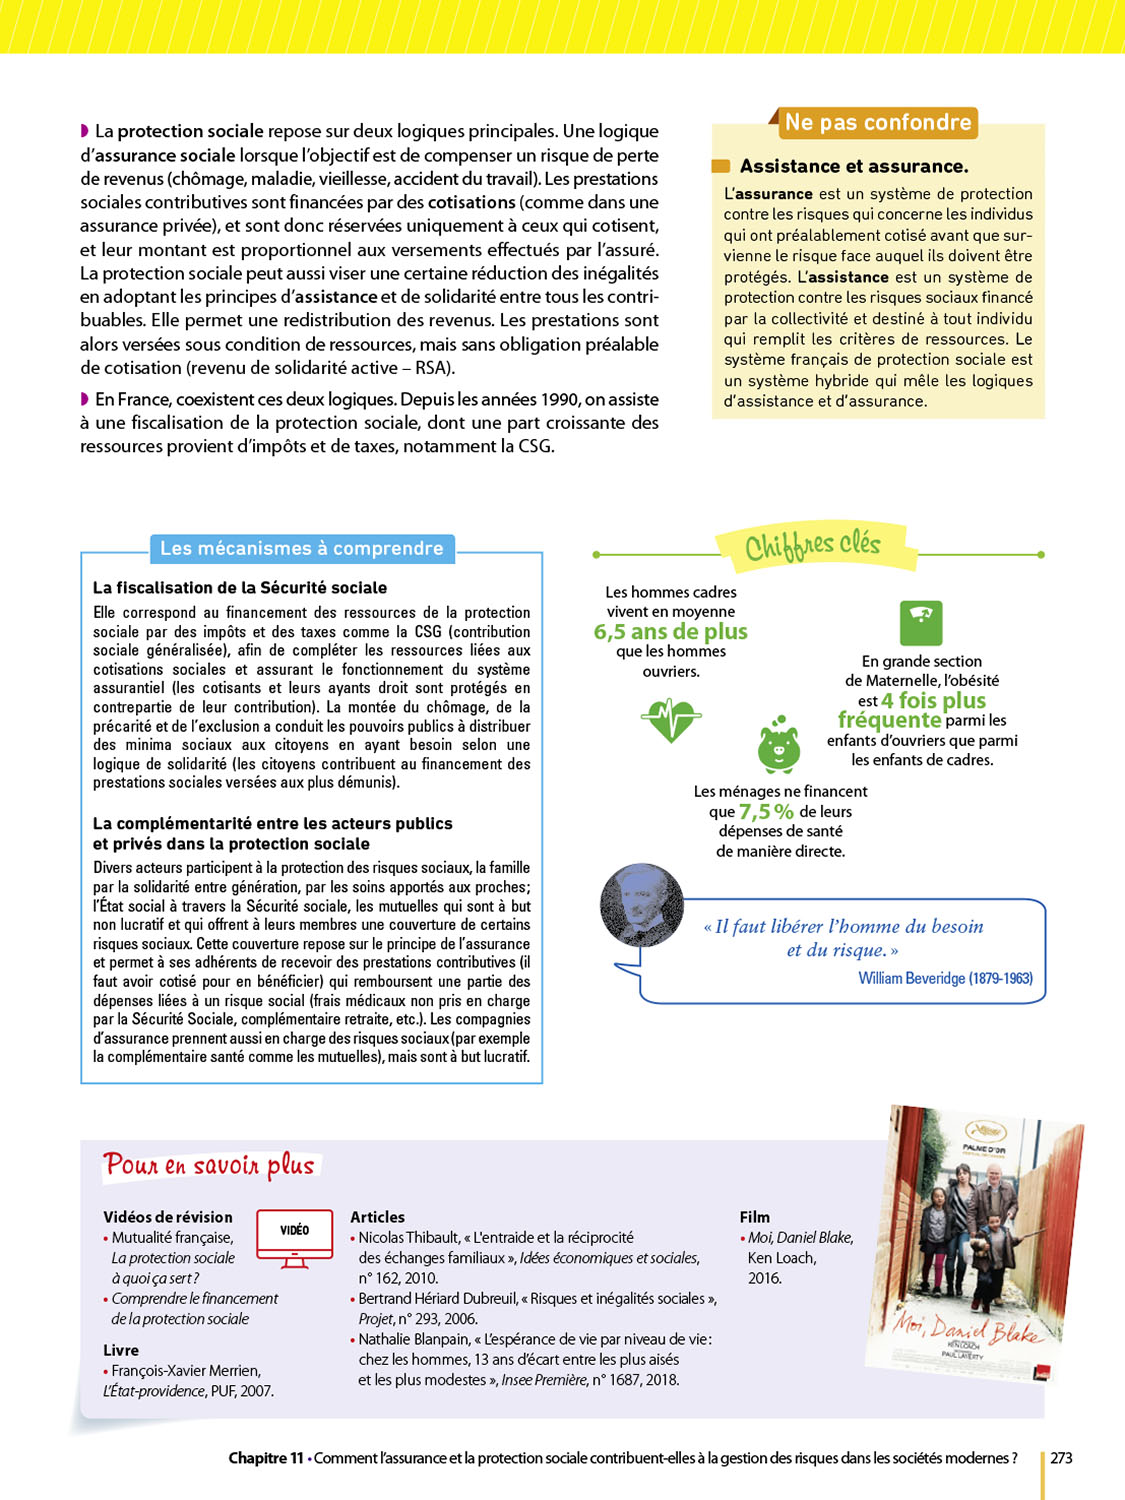 ◗ La protection sociale repose sur deux logiques principales. Une logique
d’assurance sociale lorsque l’objectif est de compenser un risque de perte
de revenus (chômage, maladie, vieillesse, accident du travail). Les prestations
sociales contributives sont financées par des cotisations (comme dans une
assurance privée), et sont donc réservées uniquement à ceux qui cotisent,
et leur montant est proportionnel aux versements effectués par l’assuré.
La protection sociale peut aussi viser une certaine réduction des inégalités
en adoptant les principes d’assistance et de solidarité entre tous les contri-
buables. Elle permet une redistribution des revenus. Les prestations sont
alors versées sous condition de ressources, mais sans obligation préalable
de cotisation (revenu de solidarité active – RSA).
◗ En France, coexistent ces deux logiques. Depuis les années 1990, on assiste
à une fiscalisation de la protection sociale, dont une part croissante des
ressources provient d’impôts et de taxes, notamment la CSG.
Ne pas confondre
Assistance et assurance.
L’assurance est un système de protection
contre les risques qui concerne les individus
qui ont préalablement cotisé avant que sur-
vienne le risque face auquel ils doivent être
protégés. L’assistance est un système de
protection contre les risques sociaux financé
par la collectivité et destiné à tout individu
qui remplit les critères de ressources. Le
système français de protection sociale est
un système hybride qui mêle les logiques
d’assistance et d’assurance.
Les mécanismes à comprendre
La fiscalisation de la Sécurité sociale
Elle correspond au financement des ressources de la protection
sociale par des impôts et des taxes comme la CSG (contribution
sociale généralisée), afin de compléter les ressources liées aux
cotisations sociales et assurant le fonctionnement du système
assurantiel (les cotisants et leurs ayants droit sont protégés en
contrepartie de leur contribution). La montée du chômage, de la
précarité et de l’exclusion a conduit les pouvoirs publics à distribuer
des minima sociaux aux citoyens en ayant besoin selon une
logique de solidarité (les citoyens contribuent au financement des
prestations sociales versées aux plus démunis).
La complémentarité entre les acteurs publics
et privés dans la protection sociale
Divers acteurs participent à la protection des risques sociaux, la famille
par la solidarité entre génération, par les soins apportés aux proches ;
l’État social à travers la Sécurité sociale, les mutuelles qui sont à but
non lucratif et qui offrent à leurs membres une couverture de certains
risques sociaux. Cette couverture repose sur le principe de l’assurance
et permet à ses adhérents de recevoir des prestations contributives (il
faut avoir cotisé pour en bénéficier) qui remboursent une partie des
dépenses liées à un risque social (frais médicaux non pris en charge
par la Sécurité Sociale, complémentaire retraite, etc.). Les compagnies
d’assurance prennent aussi en charge des risques sociaux (par exemple
la complémentaire santé comme les mutuelles), mais sont à but lucratif.
Chiffres clés
Les hommes cadres
vivent en moyenne
6,5 ans de plus
que les hommes
ouvriers.
En grande section
de Maternelle, l’obésité
est 4 fois plus
fréquente parmi les
enfants d’ouvriers que parmi
les enfants de cadres.
Les ménages ne financent
que 7,5 % de leurs
dépenses de santé
de manière directe.
« Il faut libérer l’homme du besoin
et du risque. »
William Beveridge (1879-1963)
Pour en savoir plus
Vidéos de révision
• Mutualité française,
La protection sociale
à quoi ça sert ?
• Comprendre le financement
de la protection sociale
VIDÉO
Livre
• François-Xavier Merrien,
L’État-providence, PUF, 2007.
Articles
• Nicolas Thibault, « L'entraide et la réciprocité
des échanges familiaux », Idées économiques et sociales,
n° 162, 2010.
• Bertrand Hériard Dubreuil, « Risques et inégalités sociales »,
Projet, n° 293, 2006.
• Nathalie Blanpain, « L’espérance de vie par niveau de vie :
chez les hommes, 13 ans d’écart entre les plus aisés
et les plus modestes », Insee Première, n° 1687, 2018.
Film
• Moi, Daniel Blake,
Ken Loach,
2016.
PALME D'OR
Moi, Daniel Blake
KEN LOACH
PAUL LAVERTY
Chapitre 11 • Comment l’assurance et la protection sociale contribuent-elles à la gestion des risques dans les sociétés modernes ?
273